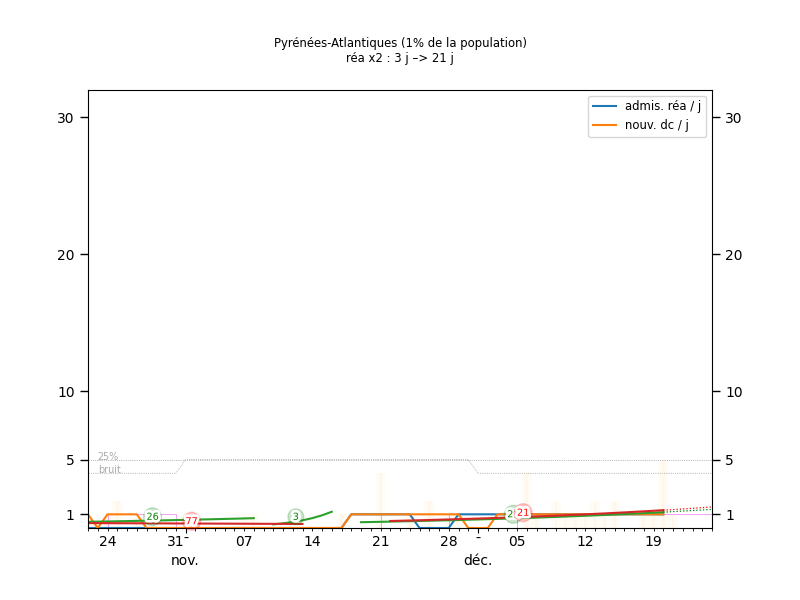 Pyrénées-Atlantiques (1% de la population)
réa x2 : 3 j –> 21 j
admis. réa / j
nouv. dc / j
30 30
20 20
10 10
5 5
25%
bruit
1 1
26 77 3 21
24 31- 07 14 21 28 - 05 12 19
nov. déc.